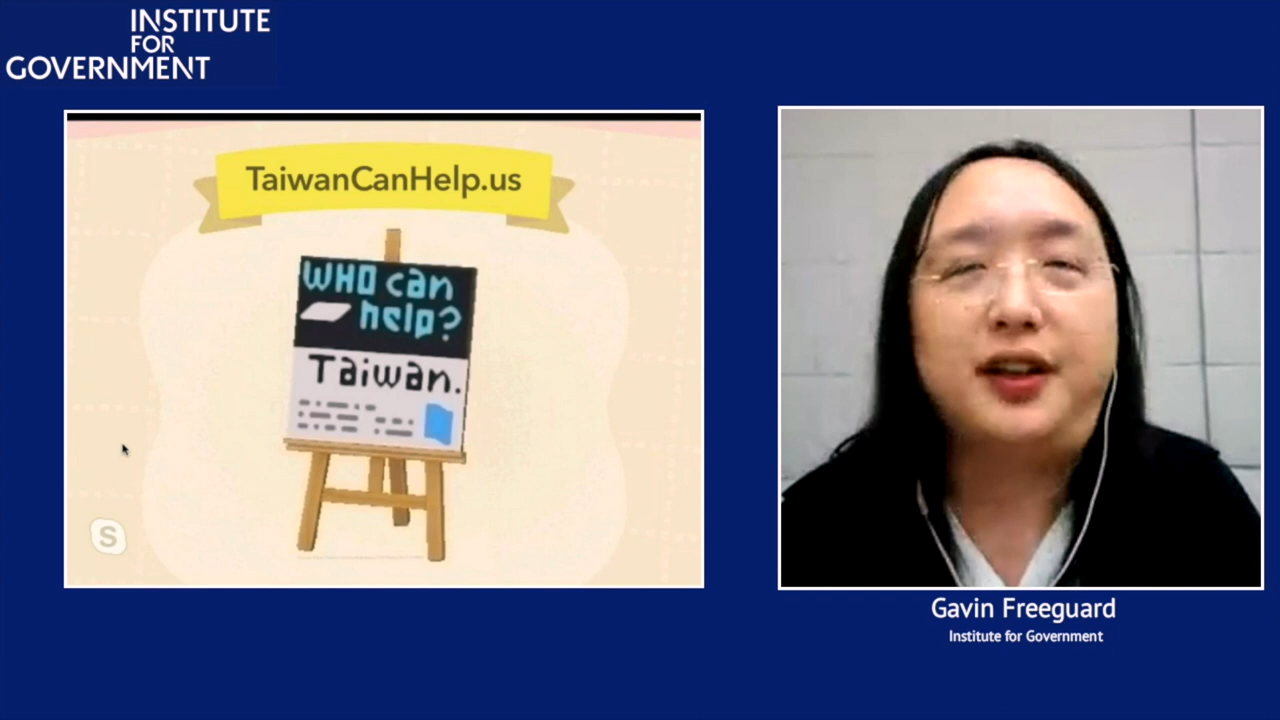 INSTITUTE
FOR
GOVERNMENT
TaiwanCanHelp.us
WHO can
help?
Taiwan.
S
Gavin Freeguard
Institute for Government